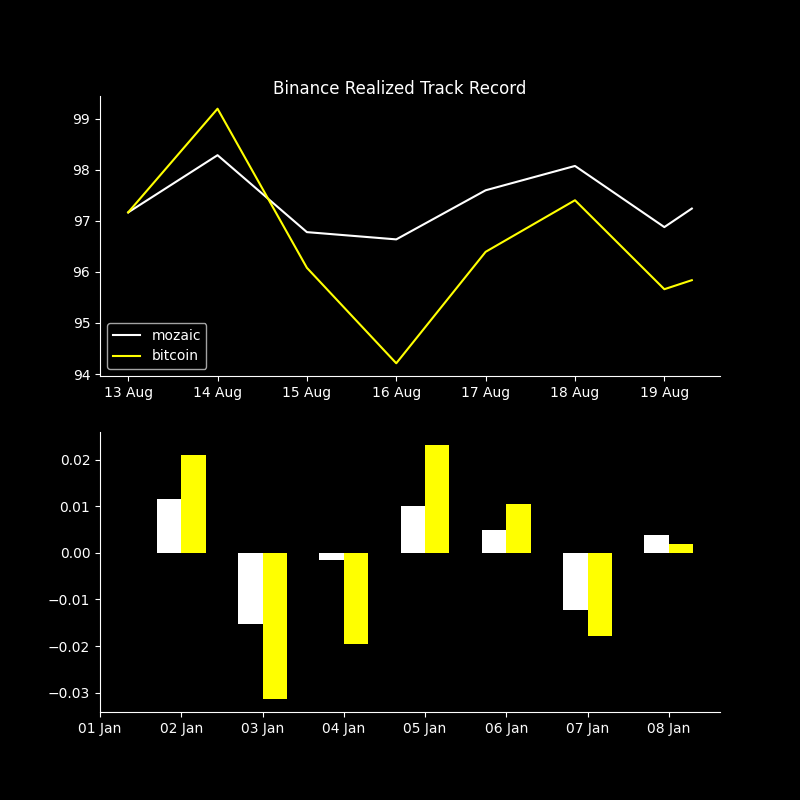 Binance Realized Track Record
99
98
97
96
95
94
mozaic
bitcoin
13 Aug 14 Aug 15 Aug 16 Aug 17 Aug 18 Aug 19 Aug
0.02
0.01
0.00
−0.01
−0.02
−0.03
01 Jan 02 Jan 03 Jan 04 Jan 05 Jan 06 Jan 07 Jan 08 Jan